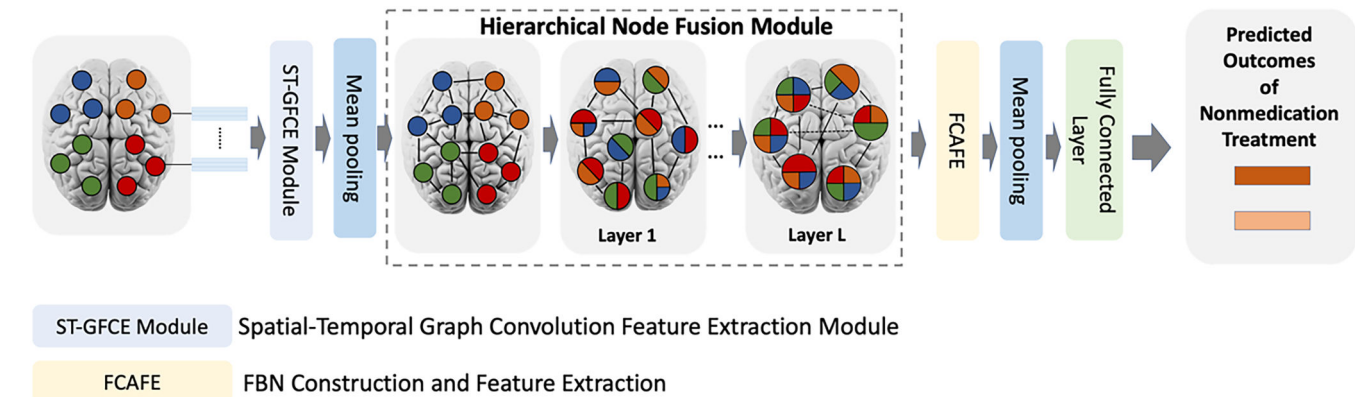 Hierarchical Node Fusion Module
ST-GFCE Module
Mean pooling
Layer 1
...
...
Layer L
FCAFE
Mean pooling
Fully Connected
Layer
Predicted
Outcomes
of
Nonmedication
Treatment
ST-GFCE Module
Spatial-Temporal Graph Convolution Feature Extraction Module
FCAFE
FBN Construction and Feature Extraction